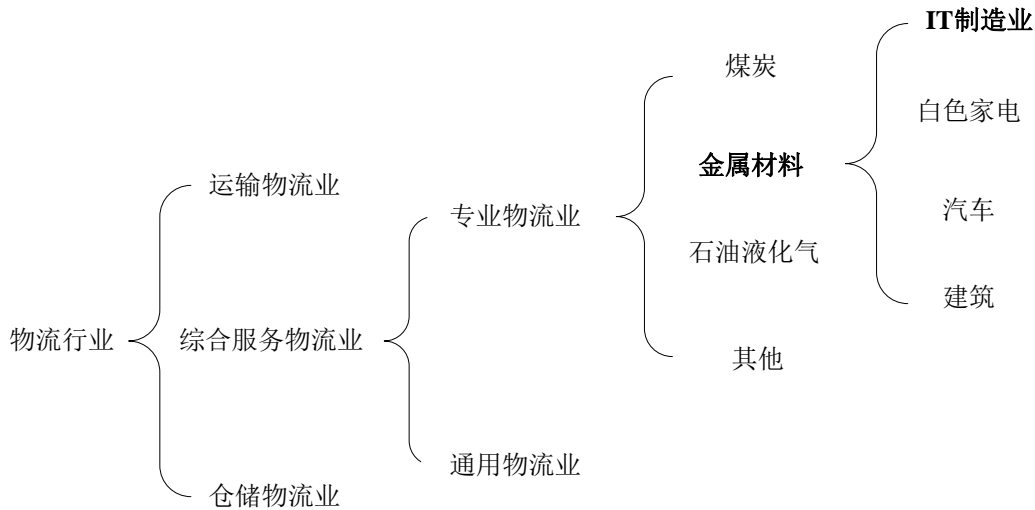 IT制造业
煤炭
白色家电
金属材料
运输物流业
专业物流业
汽车
石油液化气
建筑
物流行业
综合服务物流业
其他
通用物流业
仓储物流业